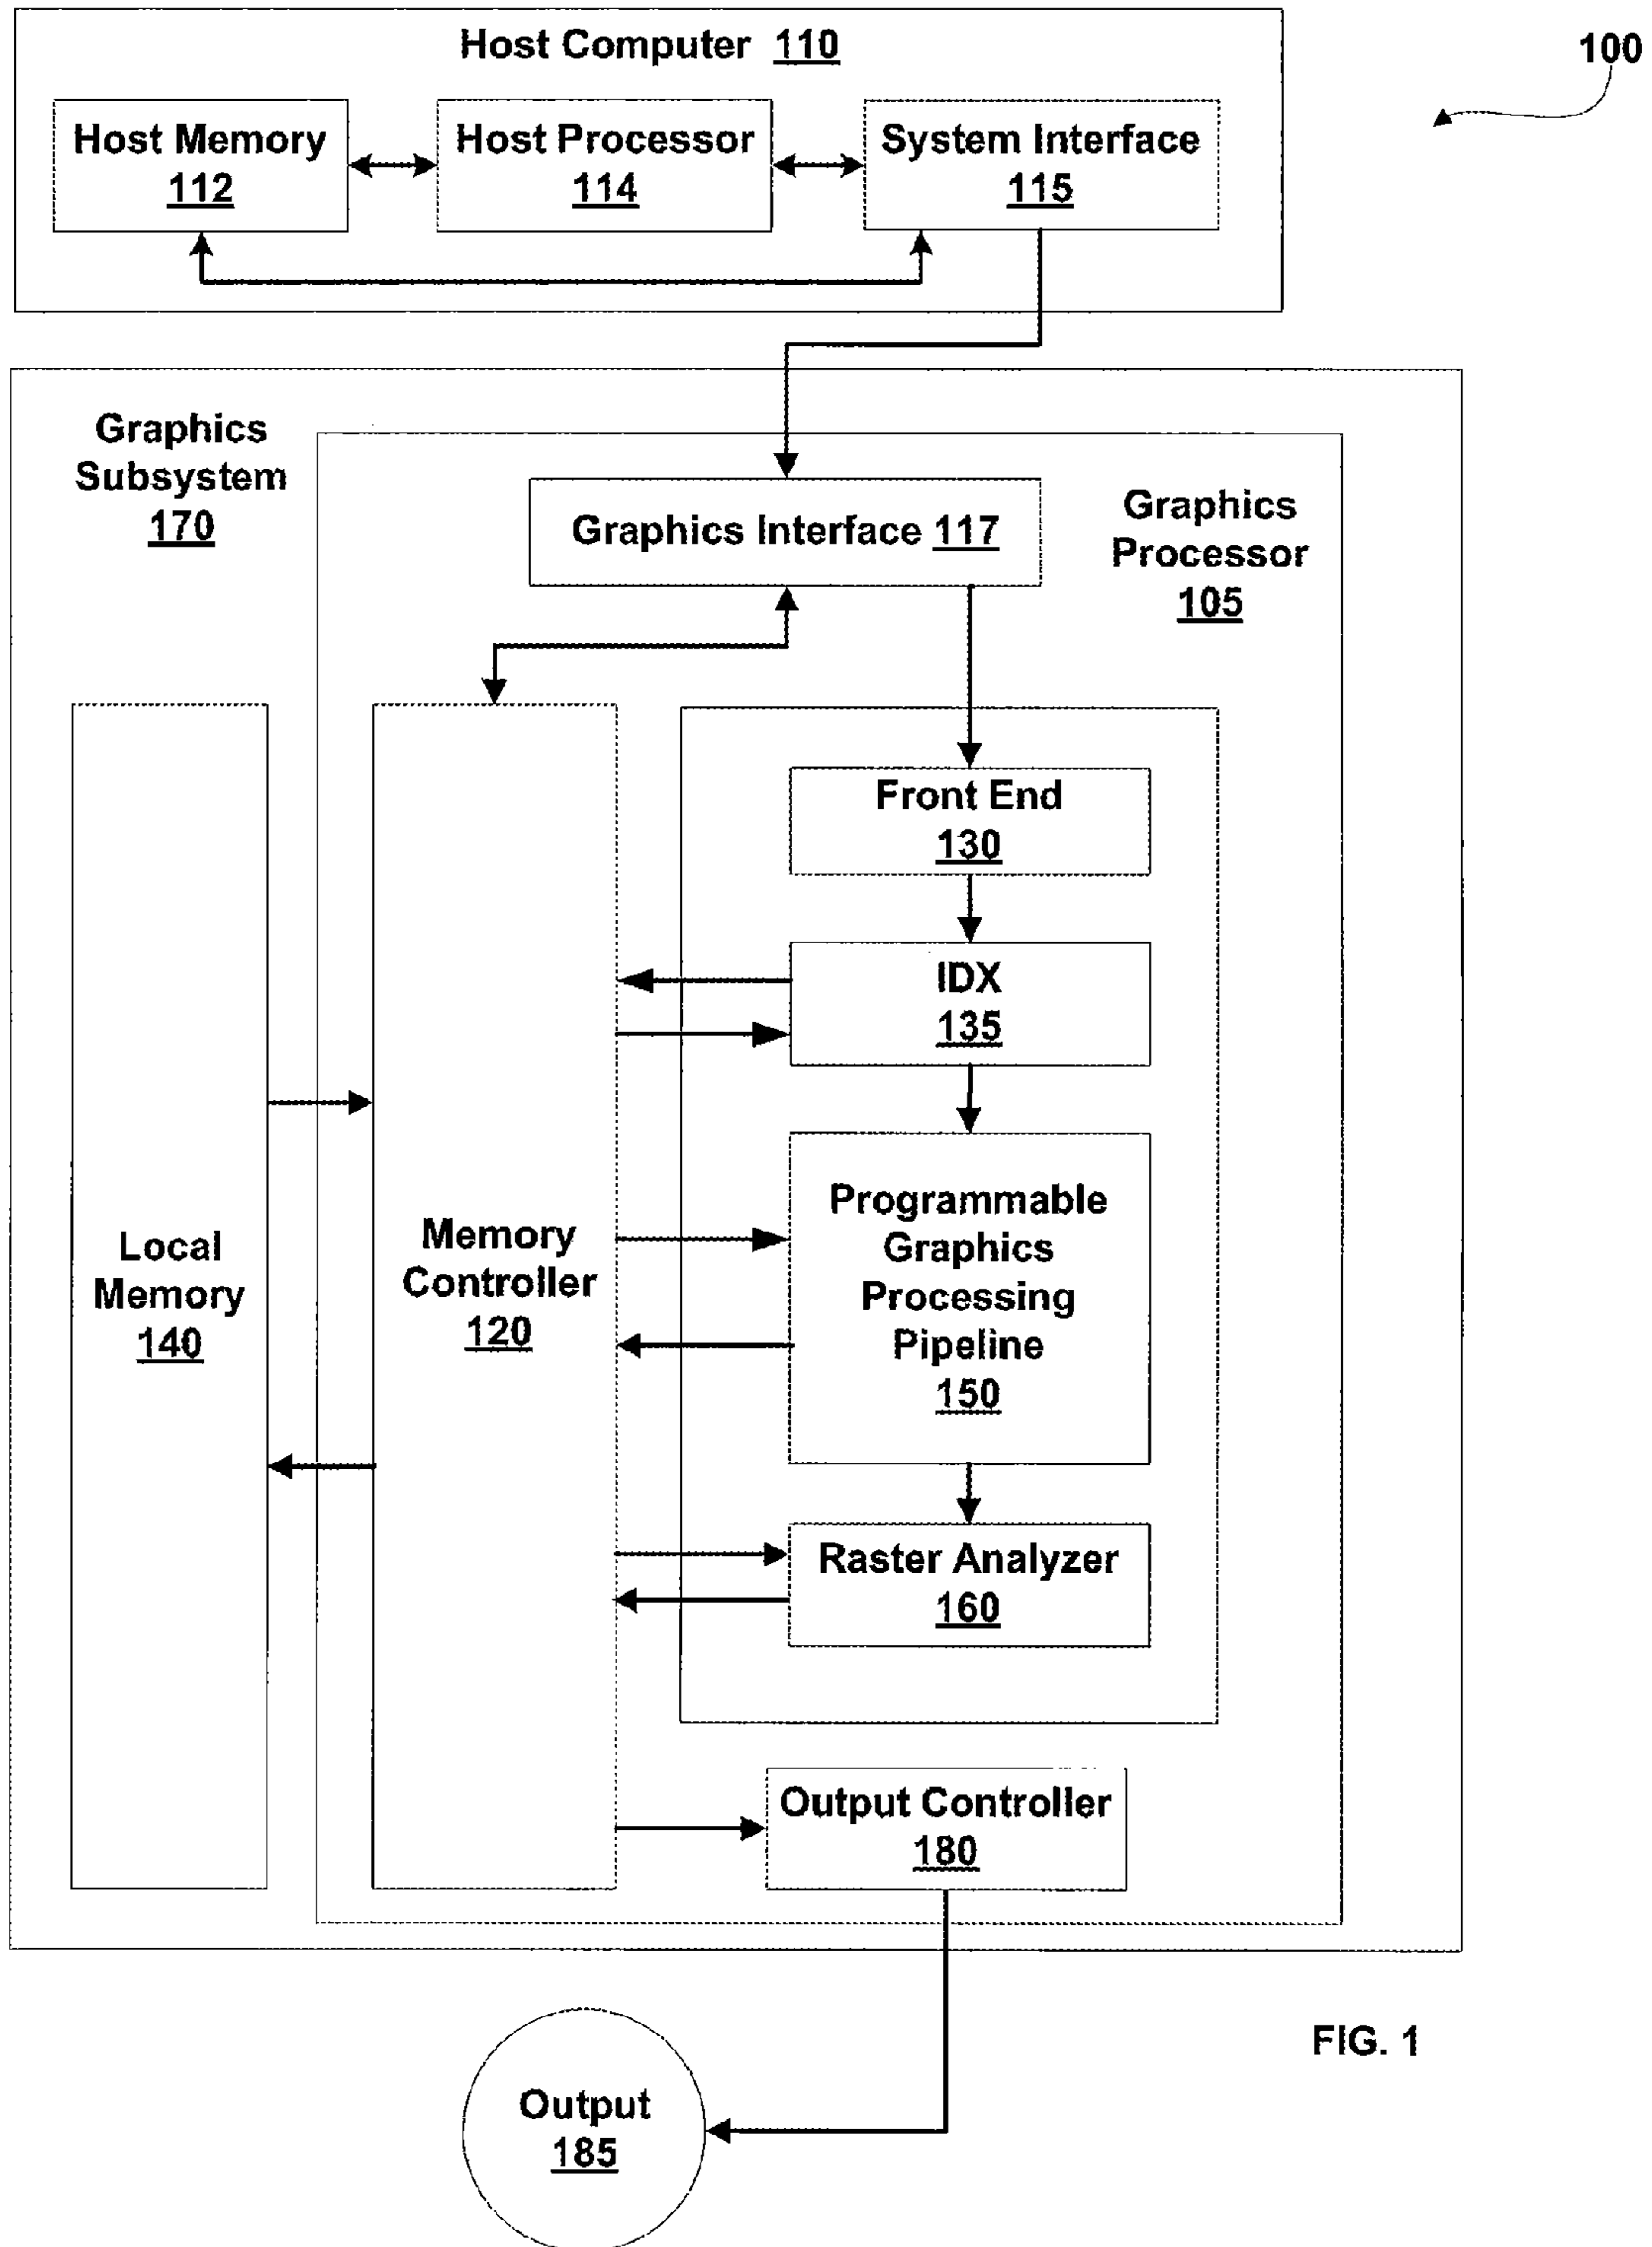 Host Computer 110
100
Host Memory
112
Host Processor
114
System Interface
115
Graphics
Subsystem
170
Graphics Interface 117
Graphics
Processor
105
Front End
130
IDX
135
Local
Memory
140
Memory
Controller
120
Programmable
Graphics
Processing
Pipeline
150
Raster Analyzer
160
Output Controller
180
FIG. 1
Output
185